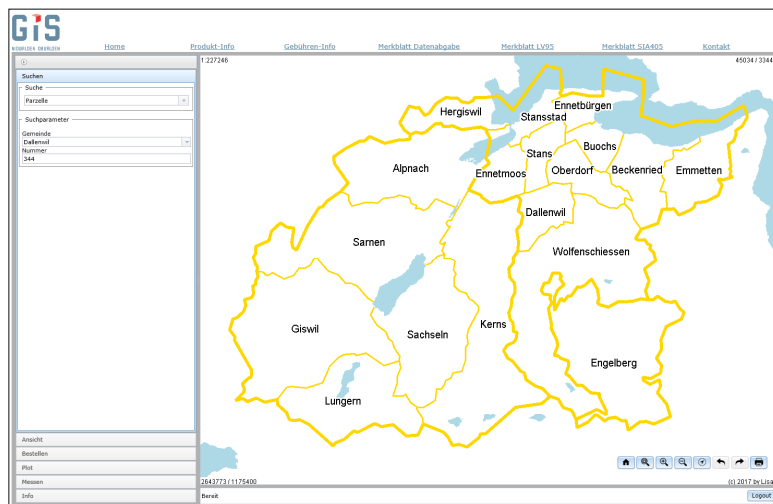 GiS
NIDWALDEN OBWALDEN
Home Produkt-Info Gebühren-Info Merkblatt Datenabgabe Merkblatt LV95 Merkblatt SIA405 Kontakt
Suchen
Suche
Parzelle
Suchparameter
Gemeinde
Dallenwil
Nummer
344
Ansicht
Bestellen
Plot
Messen
Info
1:227246
45034 / 3344
Hergiswil
Ennetbürgen
Stansstad
Buochs
Stans
Alpnach
Ennetmoos
Oberdorf
Beckenried
Emmetten
Dallenwil
Sarnen
Wolfenschiessen
Giswil
Sachseln
Kerns
Engelberg
Lungern
2643773 / 1175400
(c) 2017 by Lisa
Bereit
Logout